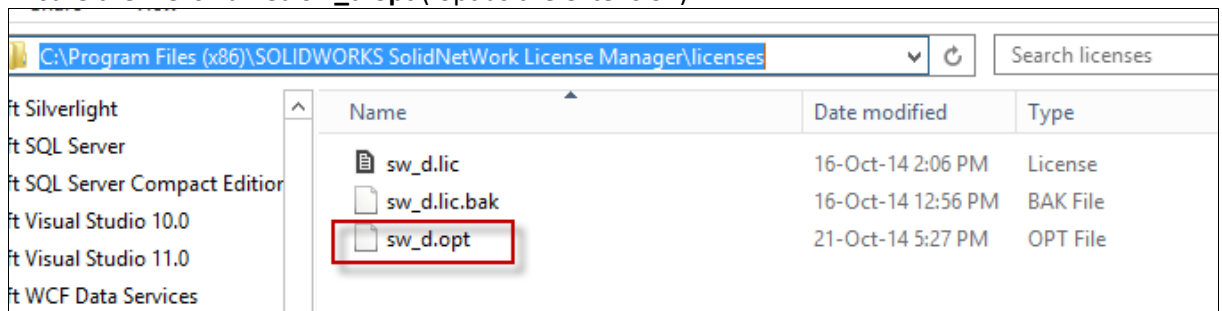 C:\Program Files (x86)\SOLIDWORKS SolidNetWork License Manager\licenses Search licenses
ft Silverlight
ft SQL Server
ft SQL Server Compact Edition
ft Visual Studio 10.0
ft Visual Studio 11.0
ft WCF Data Services
Name Date modified Type
sw_d.lic 16-Oct-14 2:06 PM License
sw_d.lic.bak 16-Oct-14 12:56 PM BAK File
sw_d.opt 21-Oct-14 5:27 PM OPT File